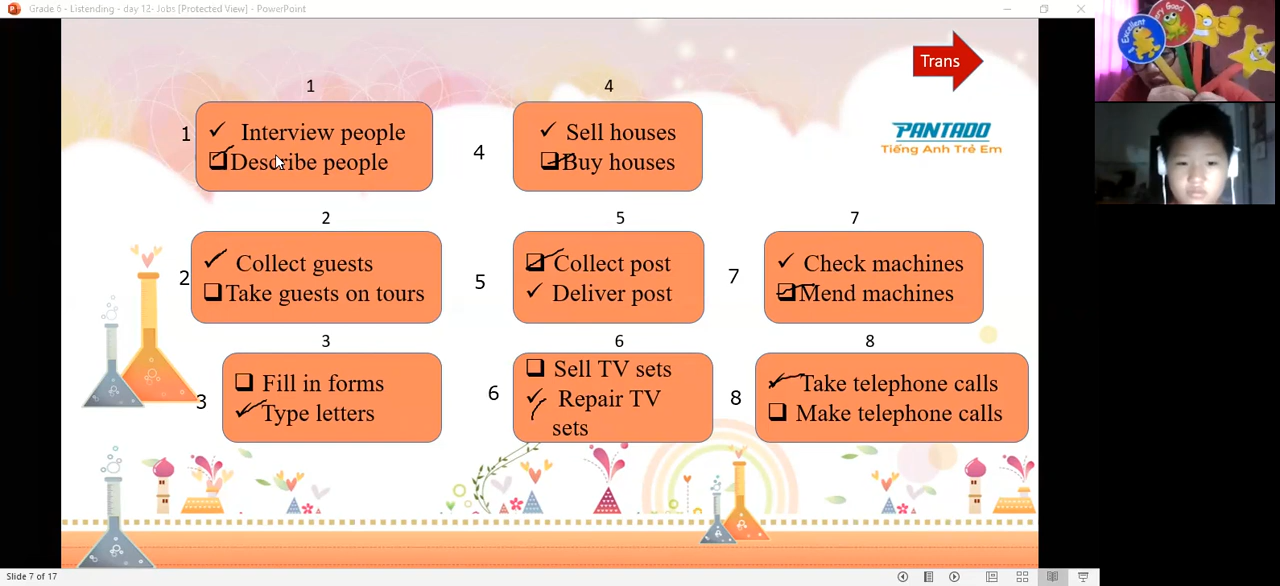 Grade 6 - Listending - day 12- Jobs [Protected View] - PowerPoint
Excellent
Very Good
Trans
PANTADO
Tiếng Anh Trẻ Em
1
1
✓ Interview people
❑ Describe people
4
4
✓ Sell houses
❑ Buy houses
2
2
✓ Collect guests
❑ Take guests on tours
5
5
❑ Collect post
✓ Deliver post
7
7
✓ Check machines
❑ Mend machines
3
3
❑ Fill in forms
✓ Type letters
6
6
❑ Sell TV sets
✓ Repair TV
sets
8
8
✓ Take telephone calls
❑ Make telephone calls
Slide 7 of 17